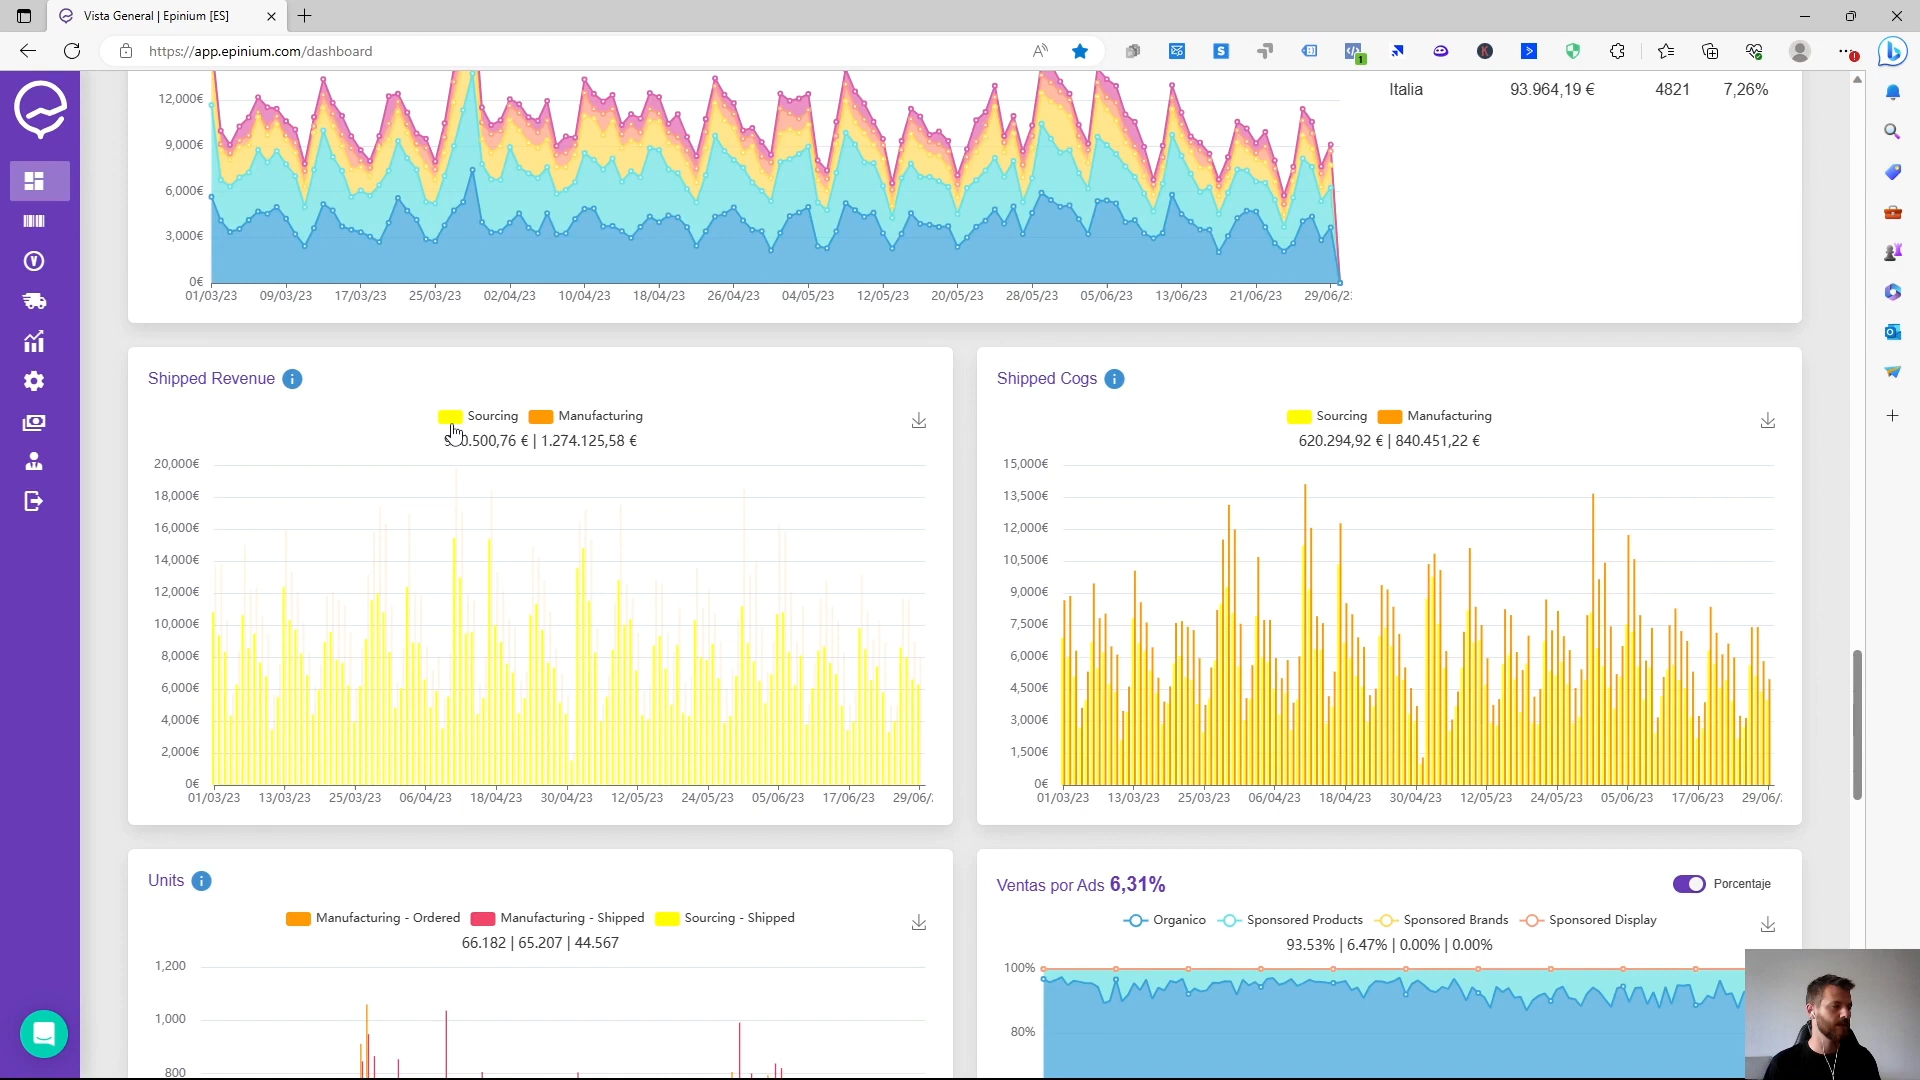 Vista General | Epinium [ES]
https://app.epinium.com/dashboard
1
12,000€
9,000€
6,000€
3,000€
0€
01/03/23 09/03/23 17/03/23 25/03/23 02/04/23 10/04/23 18/04/23 26/04/23 04/05/23 12/05/23 20/05/23 28/05/23 05/06/23 13/06/23 21/06/23 29/06/2
Italia 93.964,19 € 4821 7,26%
Shipped Revenue
Sourcing Manufacturing
0.500,76 € | 1.274.125,58 €
20,000€
18,000€
16,000€
14,000€
12,000€
10,000€
8,000€
6,000€
4,000€
2,000€
0€
01/03/23 13/03/23 25/03/23 06/04/23 18/04/23 30/04/23 12/05/23 24/05/23 05/06/23 17/06/23 29/06/
Shipped Cogs
Sourcing Manufacturing
620.294,92 € | 840.451,22 €
15,000€
13,500€
12,000€
10,500€
9,000€
7,500€
6,000€
4,500€
3,000€
1,500€
0€
01/03/23 13/03/23 25/03/23 06/04/23 18/04/23 30/04/23 12/05/23 24/05/23 05/06/23 17/06/23 29/06/
Units
Manufacturing - Ordered Manufacturing - Shipped Sourcing - Shipped
66.182 | 65.207 | 44.567
1,200
1,000
800
Ventas por Ads 6,31%
Porcentaje
Organico Sponsored Products Sponsored Brands Sponsored Display
93.53% | 6.47% | 0.00% | 0.00%
100%
80%